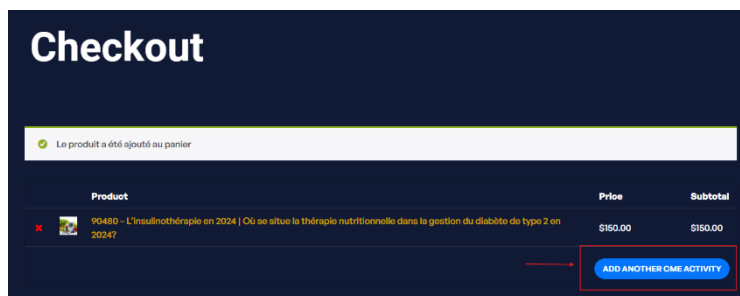 Checkout
Le produit a été ajouté au panier
Product Price Subtotal
90480 – L'insulinothérapie en 2024 | Où se situe la thérapie nutritionnelle dans la gestion du diabète de type 2 en
2024?
$150.00 $150.00
ADD ANOTHER CME ACTIVITY